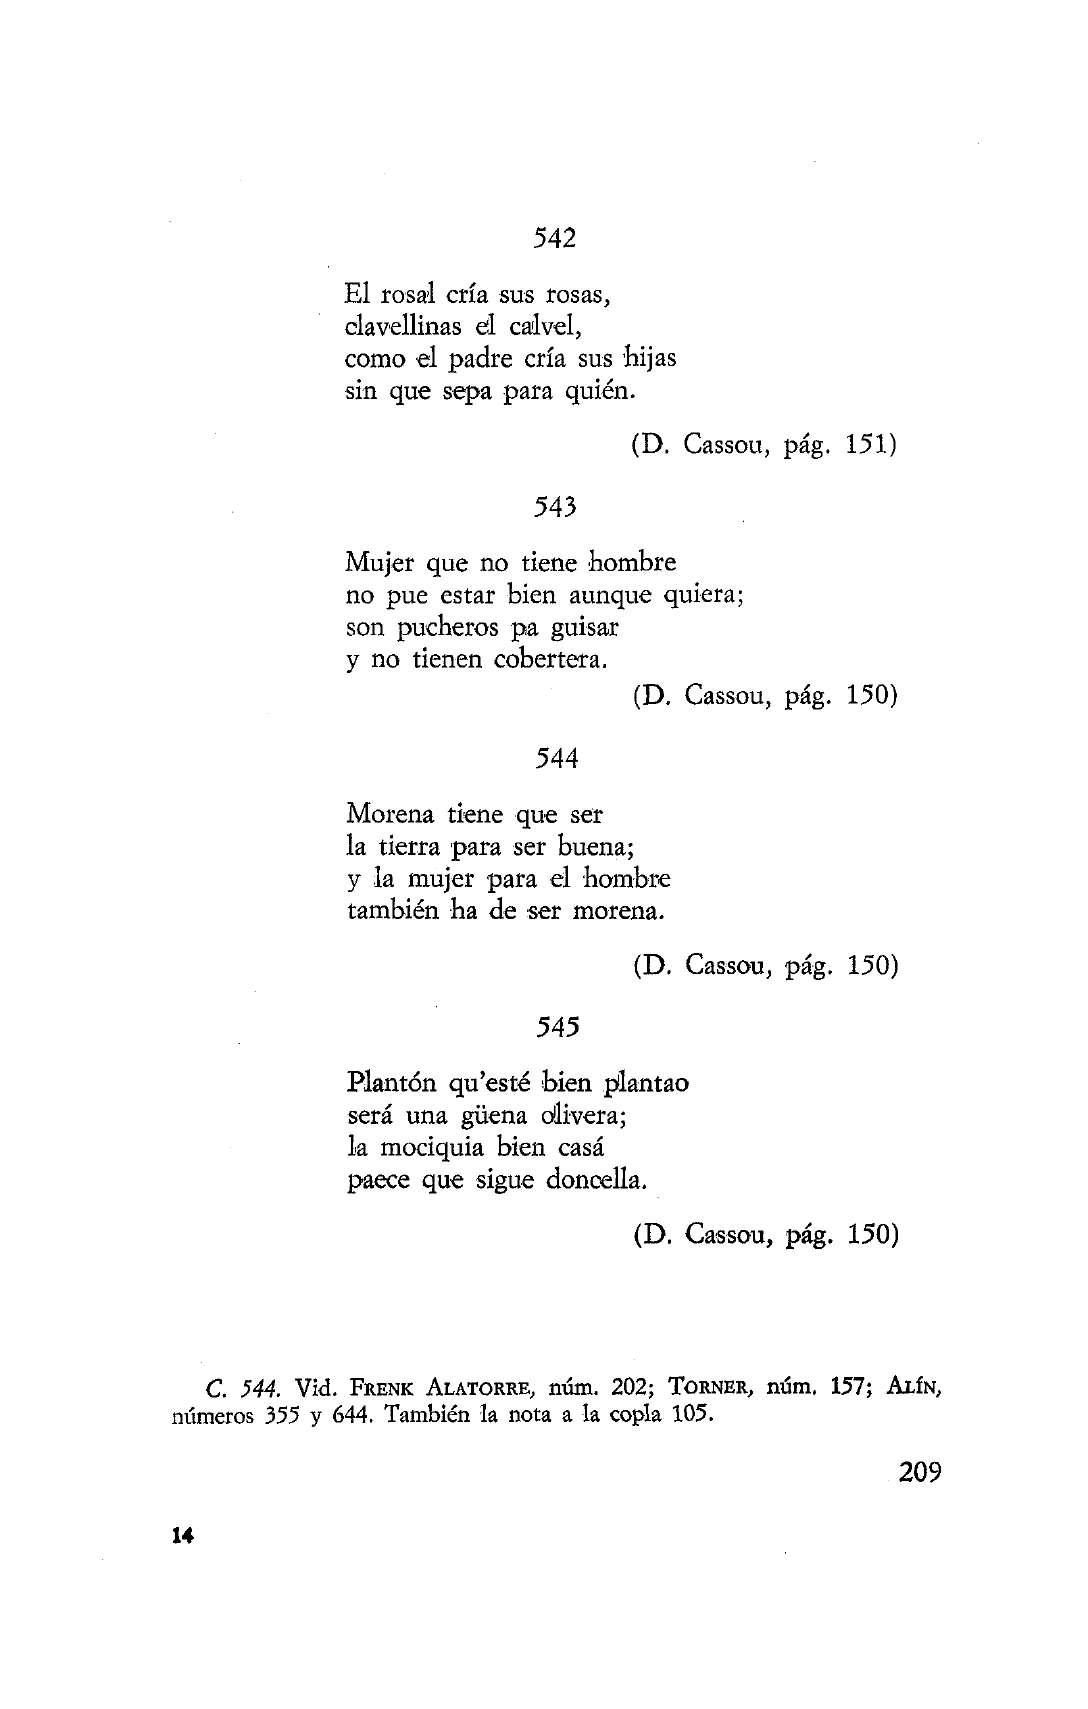 542
El rosal cría sus rosas,
clavellinas el calvel,
como el padre cría sus hijas
sin que sepa para quién.
(D. Cassou, pág. 151)
543
Mujer que no tiene hombre
no pue estar bien aunque quiera;
son pucheros pa guisar
y no tienen cobertera.
(D. Cassou, pág. 150)
544
Morena tiene que ser
la tierra para ser buena;
y la mujer para el hombre
también ha de ser morena.
(D. Cassou, pág. 150)
545
Plantón qu'esté bien plantao
será una güena olivera;
la mociquia bien casá
paece que sigue doncella.
(D. Cassou, pág. 150)
C. 544. Vid. FRENK ALATORRE, núm. 202; TORNER, núm. 157; ALÍN,
números 355 y 644. También la nota a la copla 105.
209
14